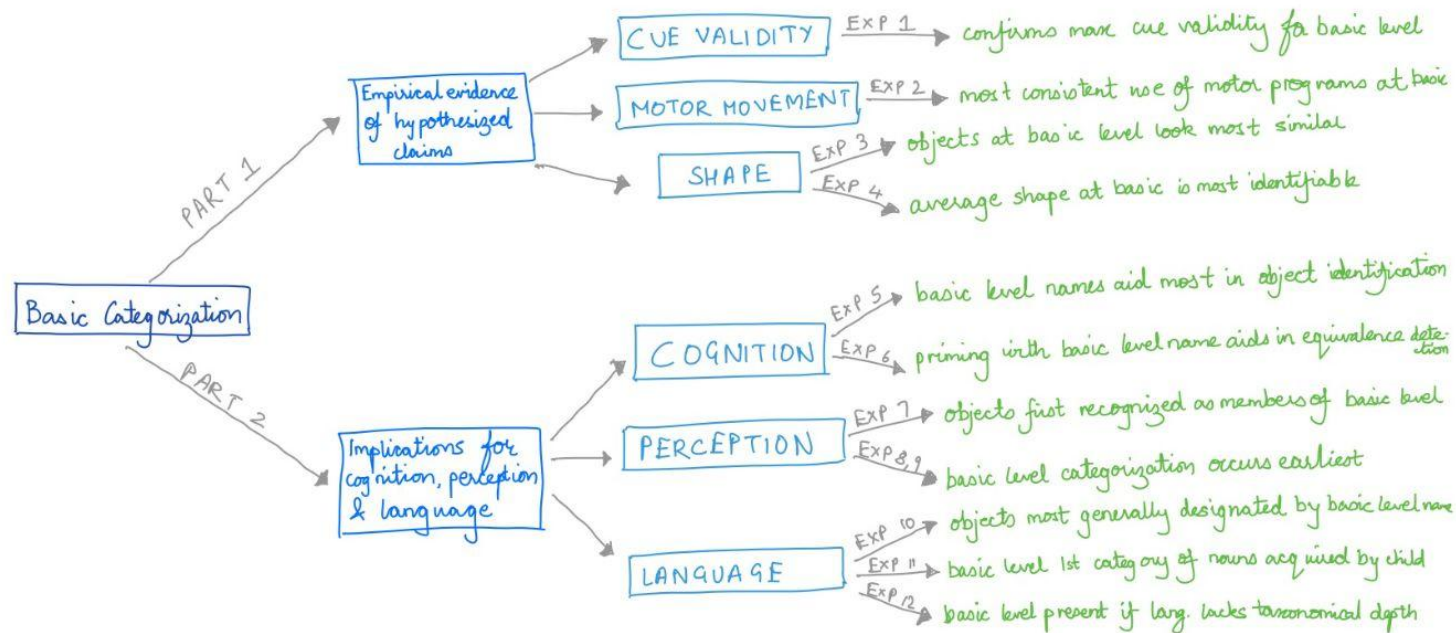 CUE VALIDITY
EXP 1
confirms max cue validity for basic level
Empirical evidence
of hypothesized
claims
MOTOR MOVEMENT
EXP 2
most consistent use of motor programs at basic
SHAPE
EXP 3
objects at basic level look most similar
EXP 4
average shape at basic is most identifiable
PART 1
Basic Categorization
PART 2
COGNITION
EXP 5
basic level names aid most in object identification
EXP 6
priming with basic level name aids in equivalence dete-
ction
Implications for
cognition, perception
& language
PERCEPTION
EXP 7
objects first recognized as members of basic level
EXP 8,9
basic level categorization occurs earliest
LANGUAGE
EXP 10
objects most generally designated by basic level name
EXP 11
basic level 1st category of nouns acquired by child
EXP 12
basic level present if lang. lacks taxonomical depth